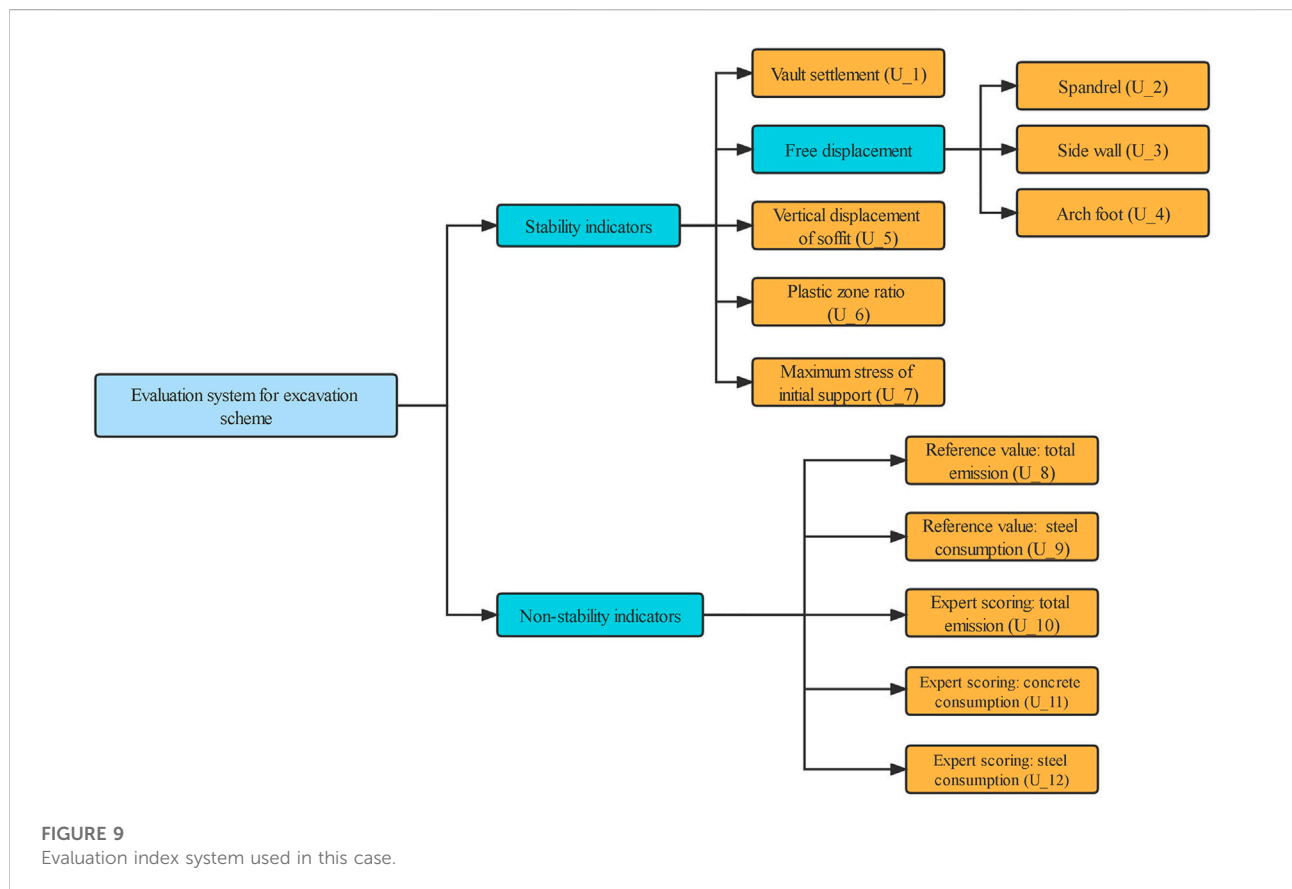 Evaluation system for excavation
scheme
Stability indicators
Vault settlement (U_1)
Free displacement
Spandrel (U_2)
Side wall (U_3)
Arch foot (U_4)
Vertical displacement
of soffit (U_5)
Plastic zone ratio
(U_6)
Maximum stress of
initial support (U_7)
Non-stability indicators
Reference value: total
emission (U_8)
Reference value: steel
consumption (U_9)
Expert scoring: total
emission (U_10)
Expert scoring: concrete
consumption (U_11)
Expert scoring: steel
consumption (U_12)
FIGURE 9
Evaluation index system used in this case.